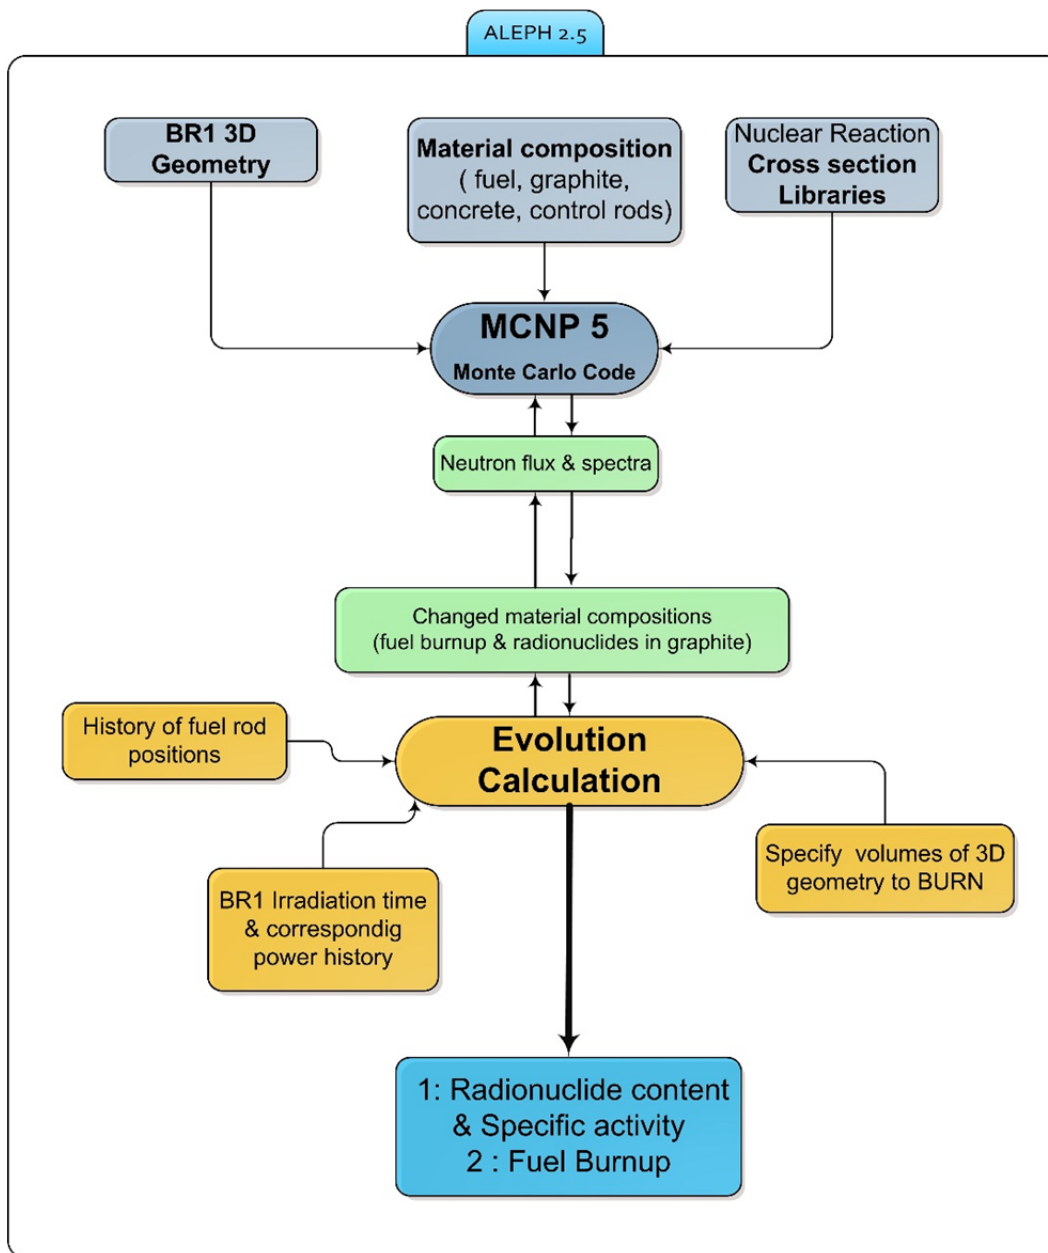 ALEPH 2.5
BR1 3D
Geometry
Material composition
( fuel, graphite,
concrete, control rods)
Nuclear Reaction
Cross section
Libraries
MCNP 5
Monte Carlo Code
Neutron flux & spectra
Changed material compositions
(fuel burnup & radionuclides in graphite)
History of fuel rod
positions
Evolution
Calculation
BR1 Irradiation time
& correspondig
power history
Specify volumes of 3D
geometry to BURN
1: Radionuclide content
& Specific activity
2 : Fuel Burnup